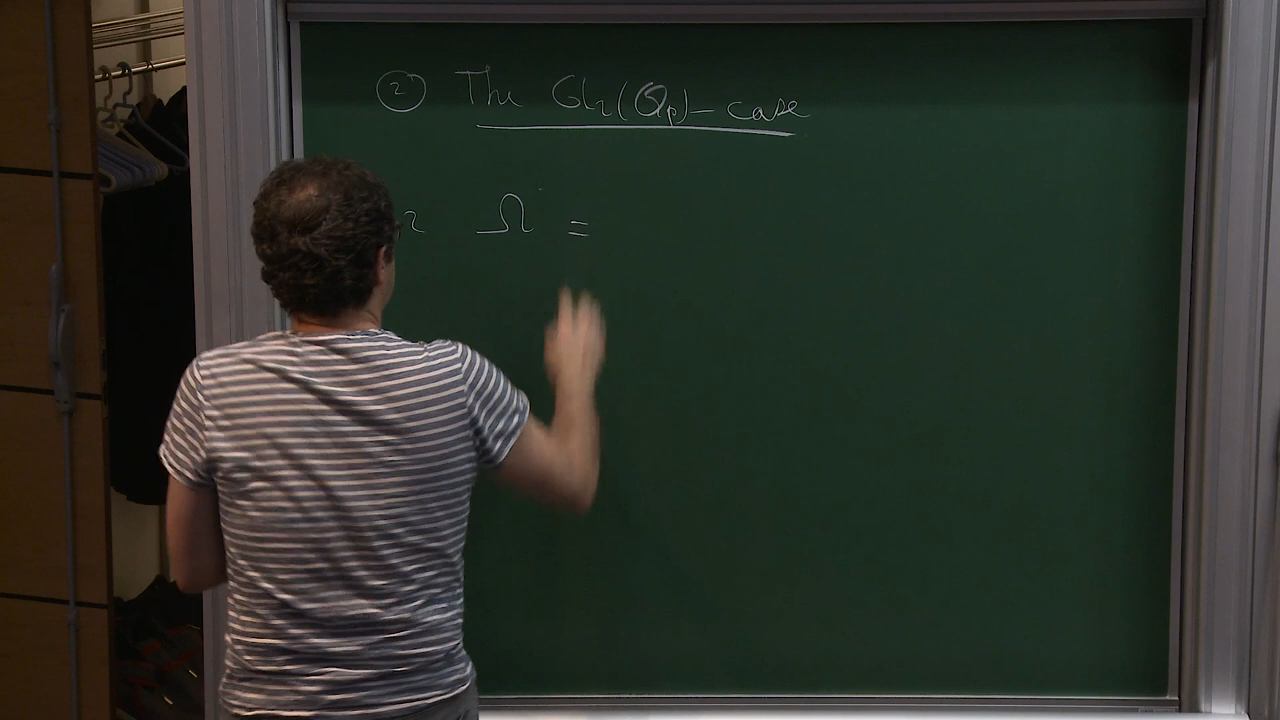 ② The Gl₂(ℚₚ)-case
2 Ω =